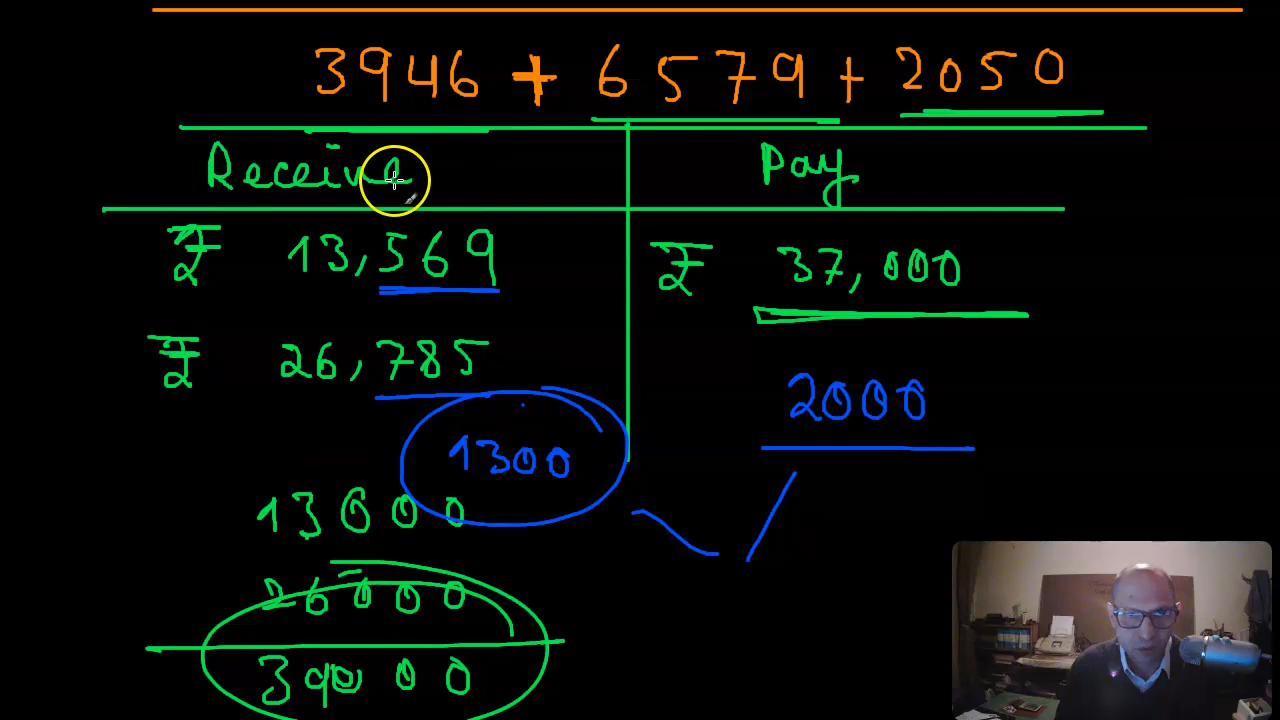 3946 + 6579 + 2050
Receive Pay
₹ 13,569 ₹ 37,000
₹ 26,785
2000
1300
13000
26000
39000